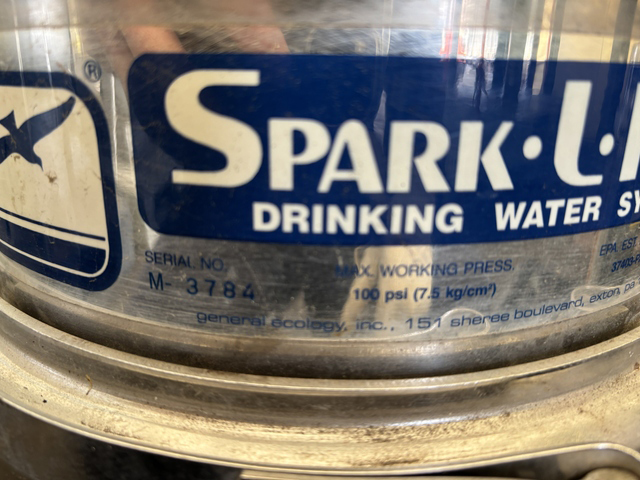 ®
SPARK·L·
DRINKING WATER SY
SERIAL NO.
M- 3784
MAX. WORKING PRESS.
100 psi (7.5 kg/cm²)
EPA EST
37403-P
general ecology, inc., 151 sheree boulevard, exton, pa